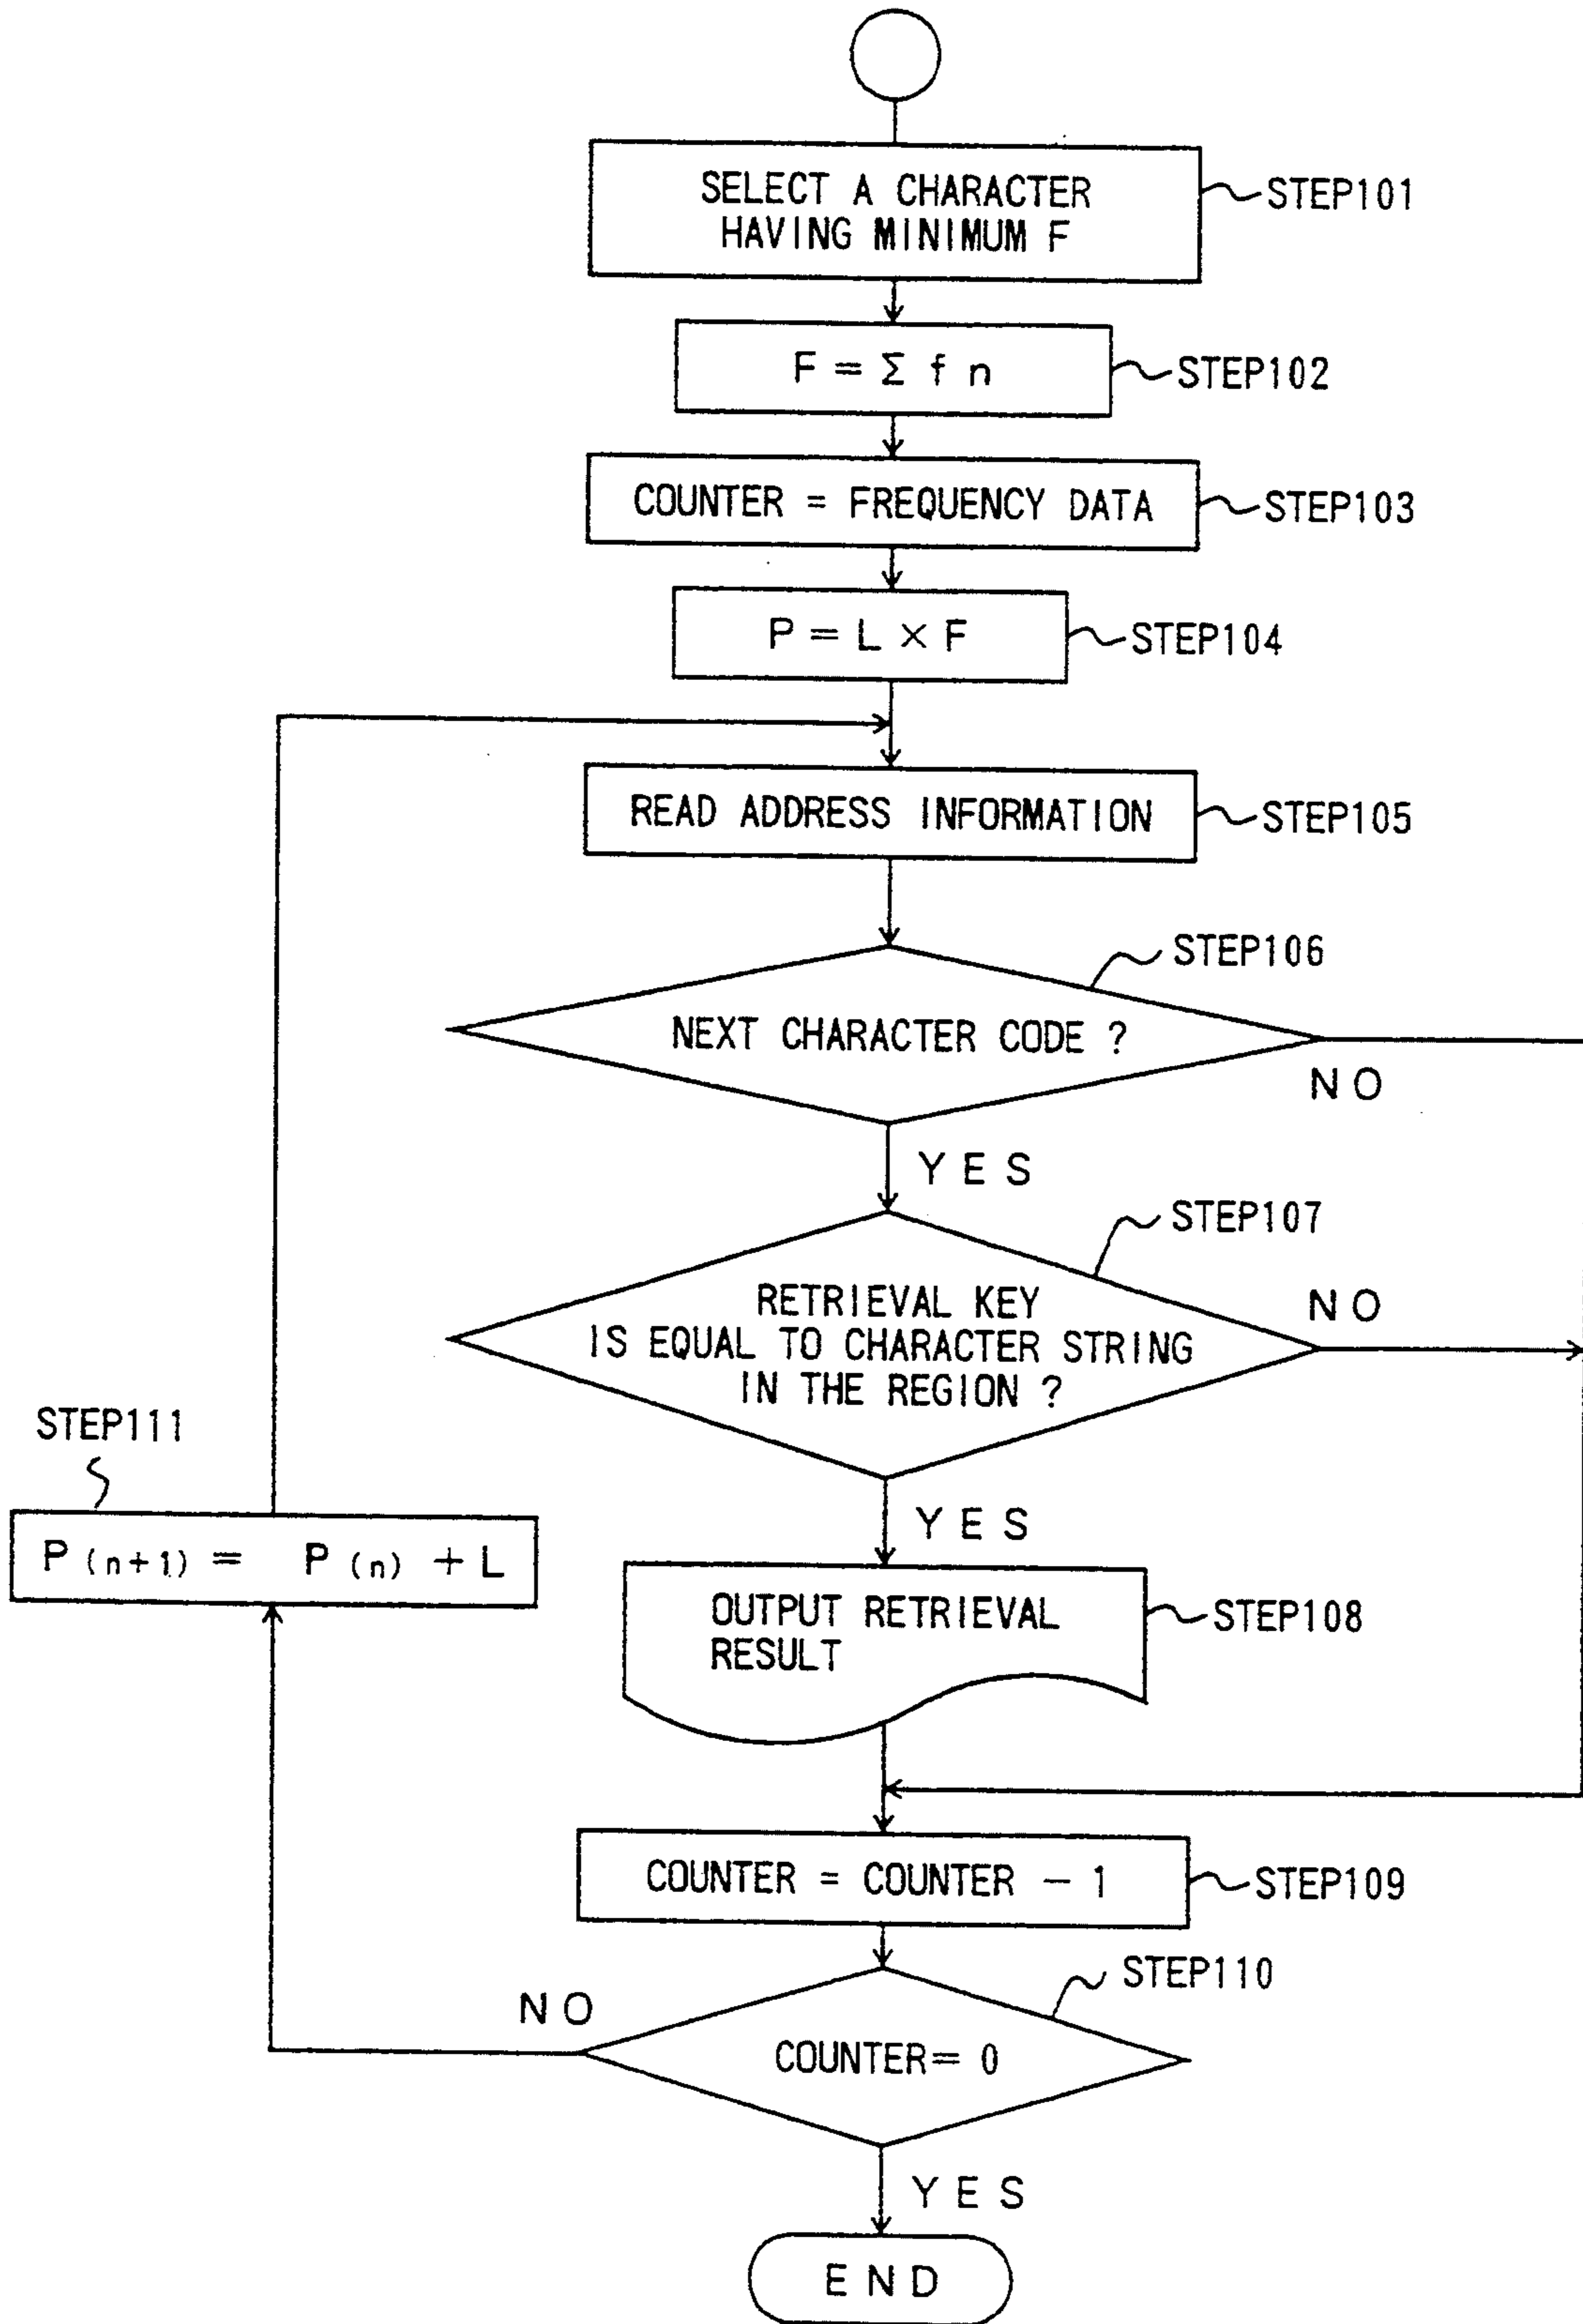 SELECT A CHARACTER
HAVING MINIMUM F
STEP101
F = Σ f n
STEP102
COUNTER = FREQUENCY DATA
STEP103
P = L × F
STEP104
READ ADDRESS INFORMATION
STEP105
STEP106
NEXT CHARACTER CODE ?
NO
YES
STEP107
RETRIEVAL KEY
IS EQUAL TO CHARACTER STRING
IN THE REGION ?
NO
YES
STEP111
P (n+1) = P (n) + L
OUTPUT RETRIEVAL
RESULT
STEP108
COUNTER = COUNTER - 1
STEP109
STEP110
COUNTER = 0
NO
YES
END